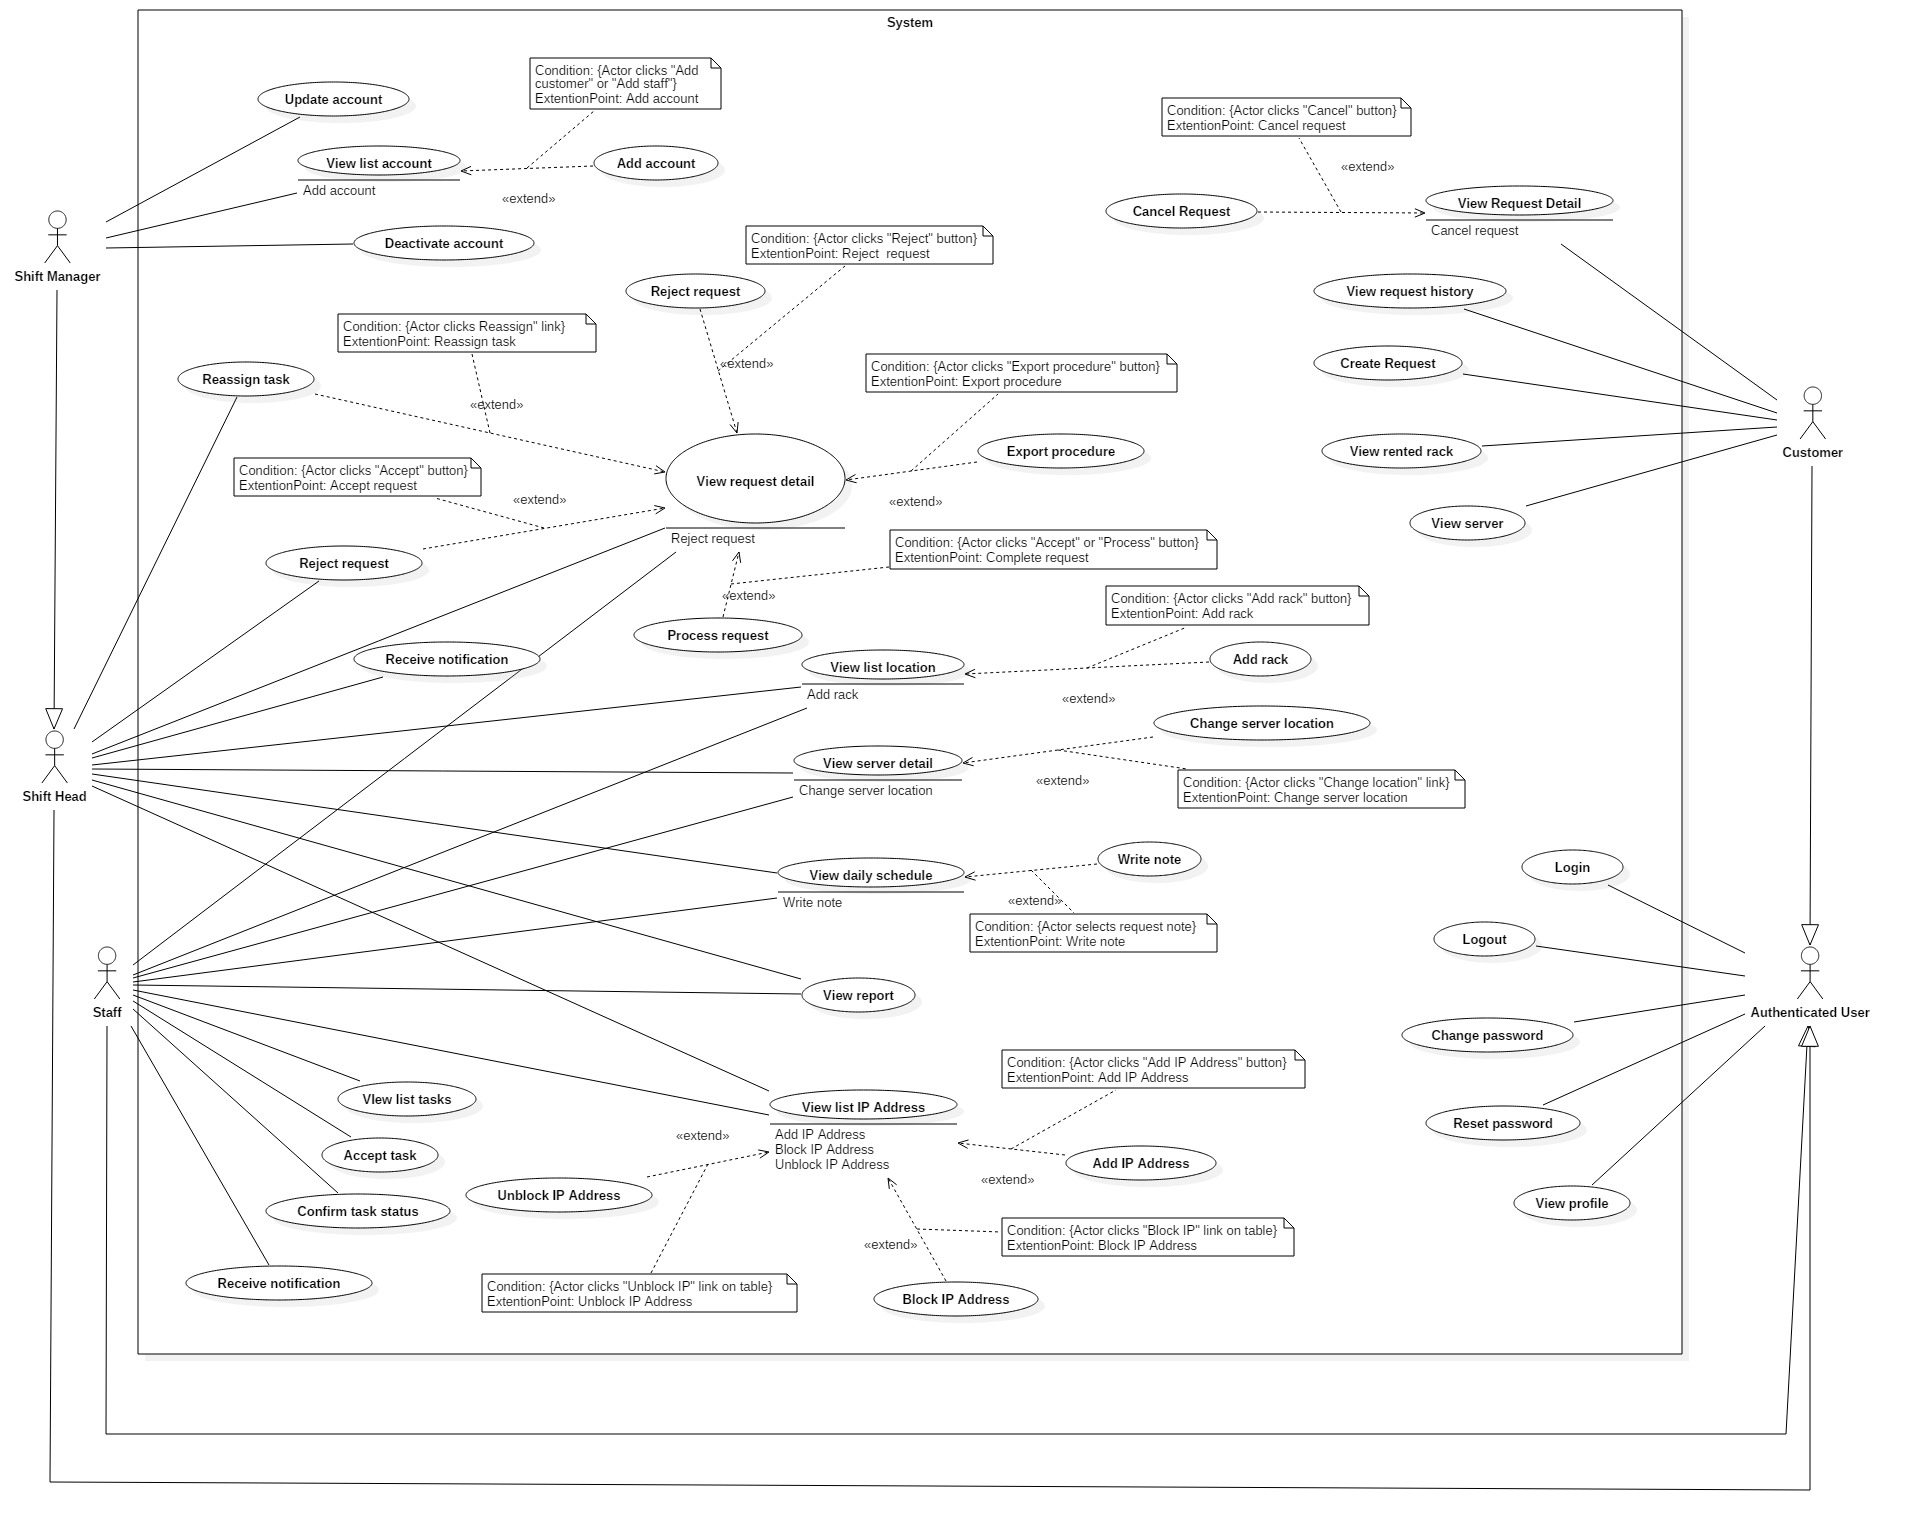 System
Condition: {Actor clicks "Add
customer" or "Add staff"}
ExtentionPoint: Add account
Update account
Condition: {Actor clicks "Cancel" button}
ExtentionPoint: Cancel request
View list account
Add account
Add account
«extend»
«extend»
Cancel Request
View Request Detail
Cancel request
Shift Manager
Deactivate account
Condition: {Actor clicks "Reject" button}
ExtentionPoint: Reject  request
Reject request
View request history
Condition: {Actor clicks Reassign" link}
ExtentionPoint: Reassign task
«extend»
Condition: {Actor clicks "Export procedure" button}
ExtentionPoint: Export procedure
Create Request
Reassign task
«extend»
Customer
Export procedure
View rented rack
Condition: {Actor clicks "Accept" button}
ExtentionPoint: Accept request
View request detail
Reject request
«extend»
«extend»
View server
Condition: {Actor clicks "Accept" or "Process" button}
ExtentionPoint: Complete request
Reject request
«extend»
Process request
Condition: {Actor clicks "Add rack" button}
ExtentionPoint: Add rack
Receive notification
View list location
Add rack
Add rack
«extend»
Change server location
Shift Head
View server detail
Change server location
«extend»
Condition: {Actor clicks "Change location" link}
ExtentionPoint: Change server location
View daily schedule
Write note
Write note
«extend»
Condition: {Actor selects request note}
ExtentionPoint: Write note
Login
Logout
Staff
View report
Authenticated User
Change password
Condition: {Actor clicks "Add IP Address" button}
ExtentionPoint: Add IP Address
VIew list tasks
View list IP Address
Add IP Address
Block IP Address
Unblock IP Address
Reset password
«extend»
Accept task
Add IP Address
«extend»
Unblock IP Address
View profile
Confirm task status
Condition: {Actor clicks "Block IP" link on table}
ExtentionPoint: Block IP Address
«extend»
Receive notification
Condition: {Actor clicks "Unblock IP" link on table}
ExtentionPoint: Unblock IP Address
Block IP Address